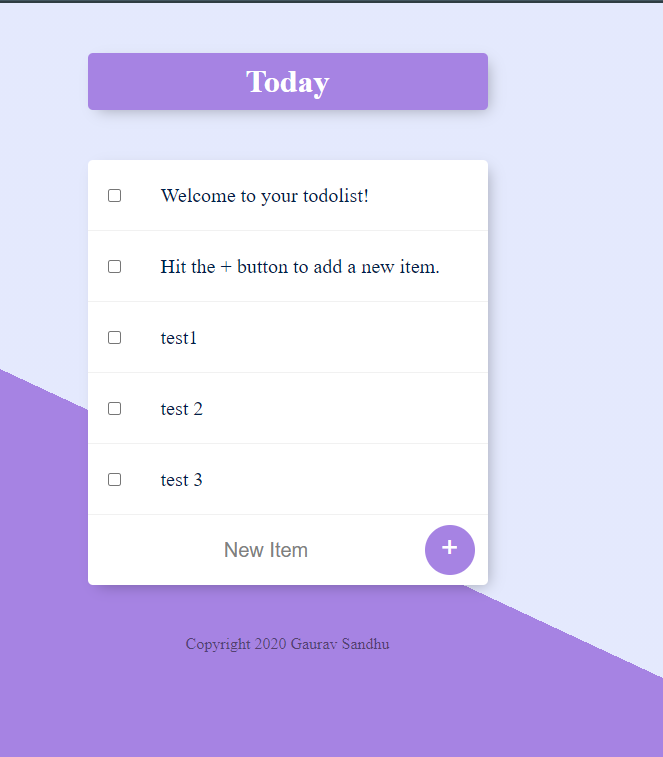 Today
Welcome to your todolist!
Hit the + button to add a new item.
test1
test 2
test 3
New Item
+
Copyright 2020 Gaurav Sandhu